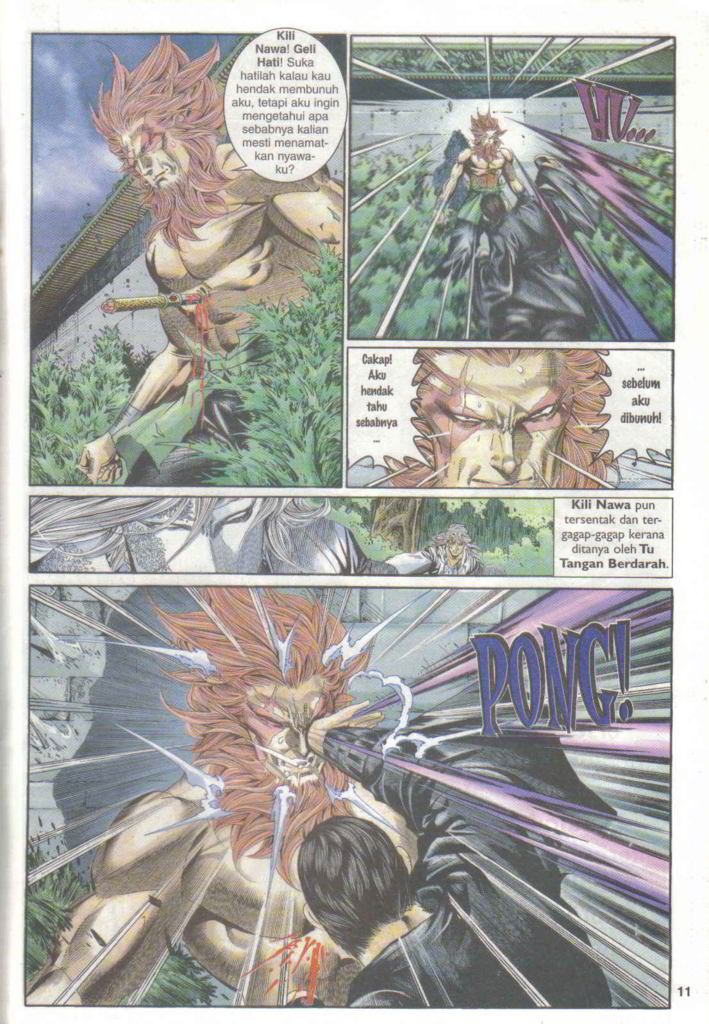 Kili
Nawa! Geli
Hati! Suka
hatilah kalau kau
hendak membunuh
aku, tetapi aku ingin
mengetahui apa
sebabnya kalian
mesti menamat-
kan nyawa-
ku?
HU...
Cakap!
Aku
hendak
tahu
sebabnya
...
...
sebelum
aku
dibunuh!
Kili Nawa pun
tersentak dan ter-
gagap-gagap kerana
ditanya oleh Tu
Tangan Berdarah.
PONG!
11